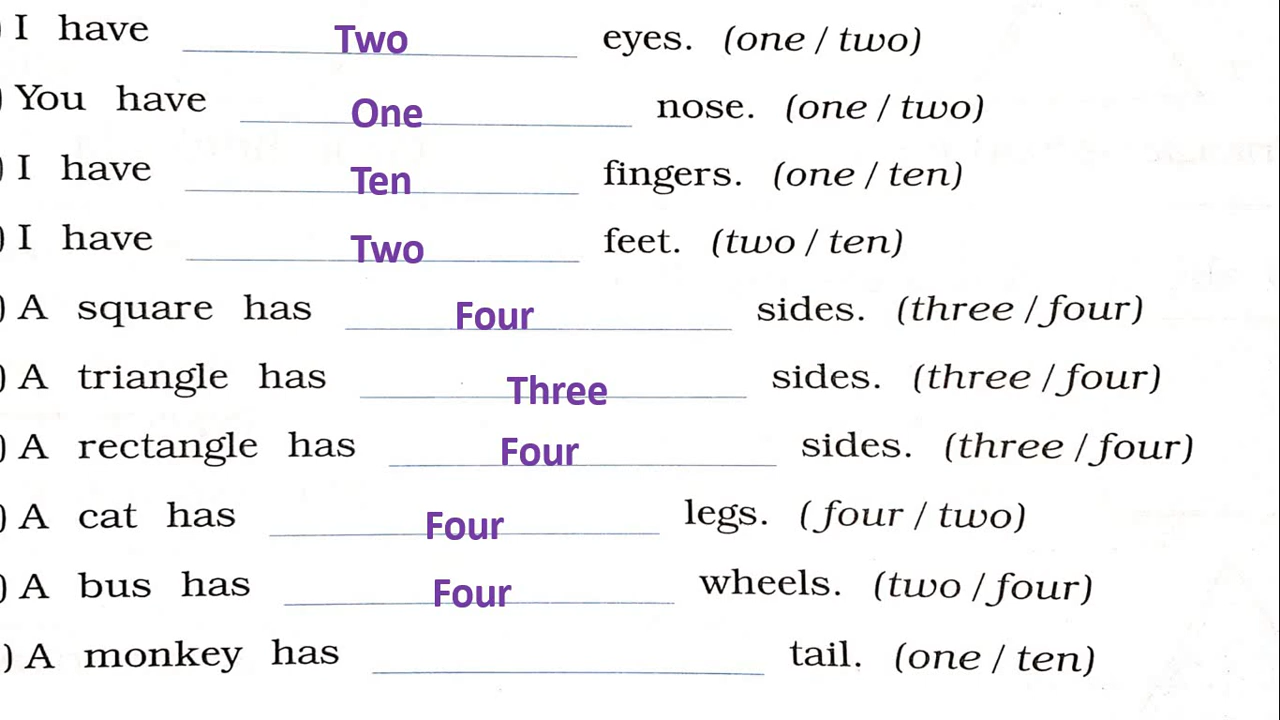 ) I have Two eyes. (one / two)
) You have One nose. (one / two)
) I have Ten fingers. (one / ten)
) I have Two feet. (two / ten)
) A square has Four sides. (three / four)
) A triangle has Three sides. (three / four)
) A rectangle has Four sides. (three / four)
) A cat has Four legs. ( four / two)
) A bus has Four wheels. (two / four)
) A monkey has tail. (one / ten)